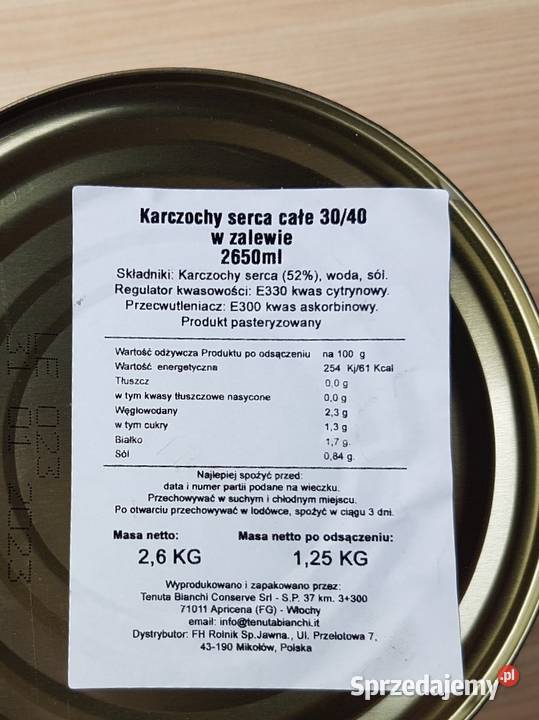 Karczochy serca całe 30/40
w zalewie
2650ml
Składniki: Karczochy serca (52%), woda, sól.
Regulator kwasowości: E330 kwas cytrynowy.
Przecwutleniacz: E300 kwas askorbinowy.
Produkt pasteryzowany
Wartość odżywcza Produktu po odsączeniu na 100 g
Wartość energetyczna 254 Kj/61 Kcal
Tłuszcz 0,0 g
w tym kwasy tłuszczowe nasycone 0,0 g
Węglowodany 2,3 g
w tym cukry 1,3 g
Białko 1,7 g.
Sól 0,84 g.
Najlepiej spożyć przed:
data i numer partii podane na wieczku.
Przechowywać w suchym i chłodnym miejscu.
Po otwarciu przechowywać w lodówce, spożyć w ciągu 3 dni.
Masa netto: Masa netto po odsączeniu:
2,6 KG 1,25 KG
Wyprodukowano i zapakowano przez:
Tenuta Bianchi Conserve Srl - S.P. 37 km. 3+300
71011 Apricena (FG) - Włochy
email: info@tenutabianchi.it
Dystrybutor: FH Rolnik Sp.Jawna., Ul. Przelotowa 7,
43-190 Mikołów, Polska
LE 023
31 01 2023
Sprzedajemy.pl